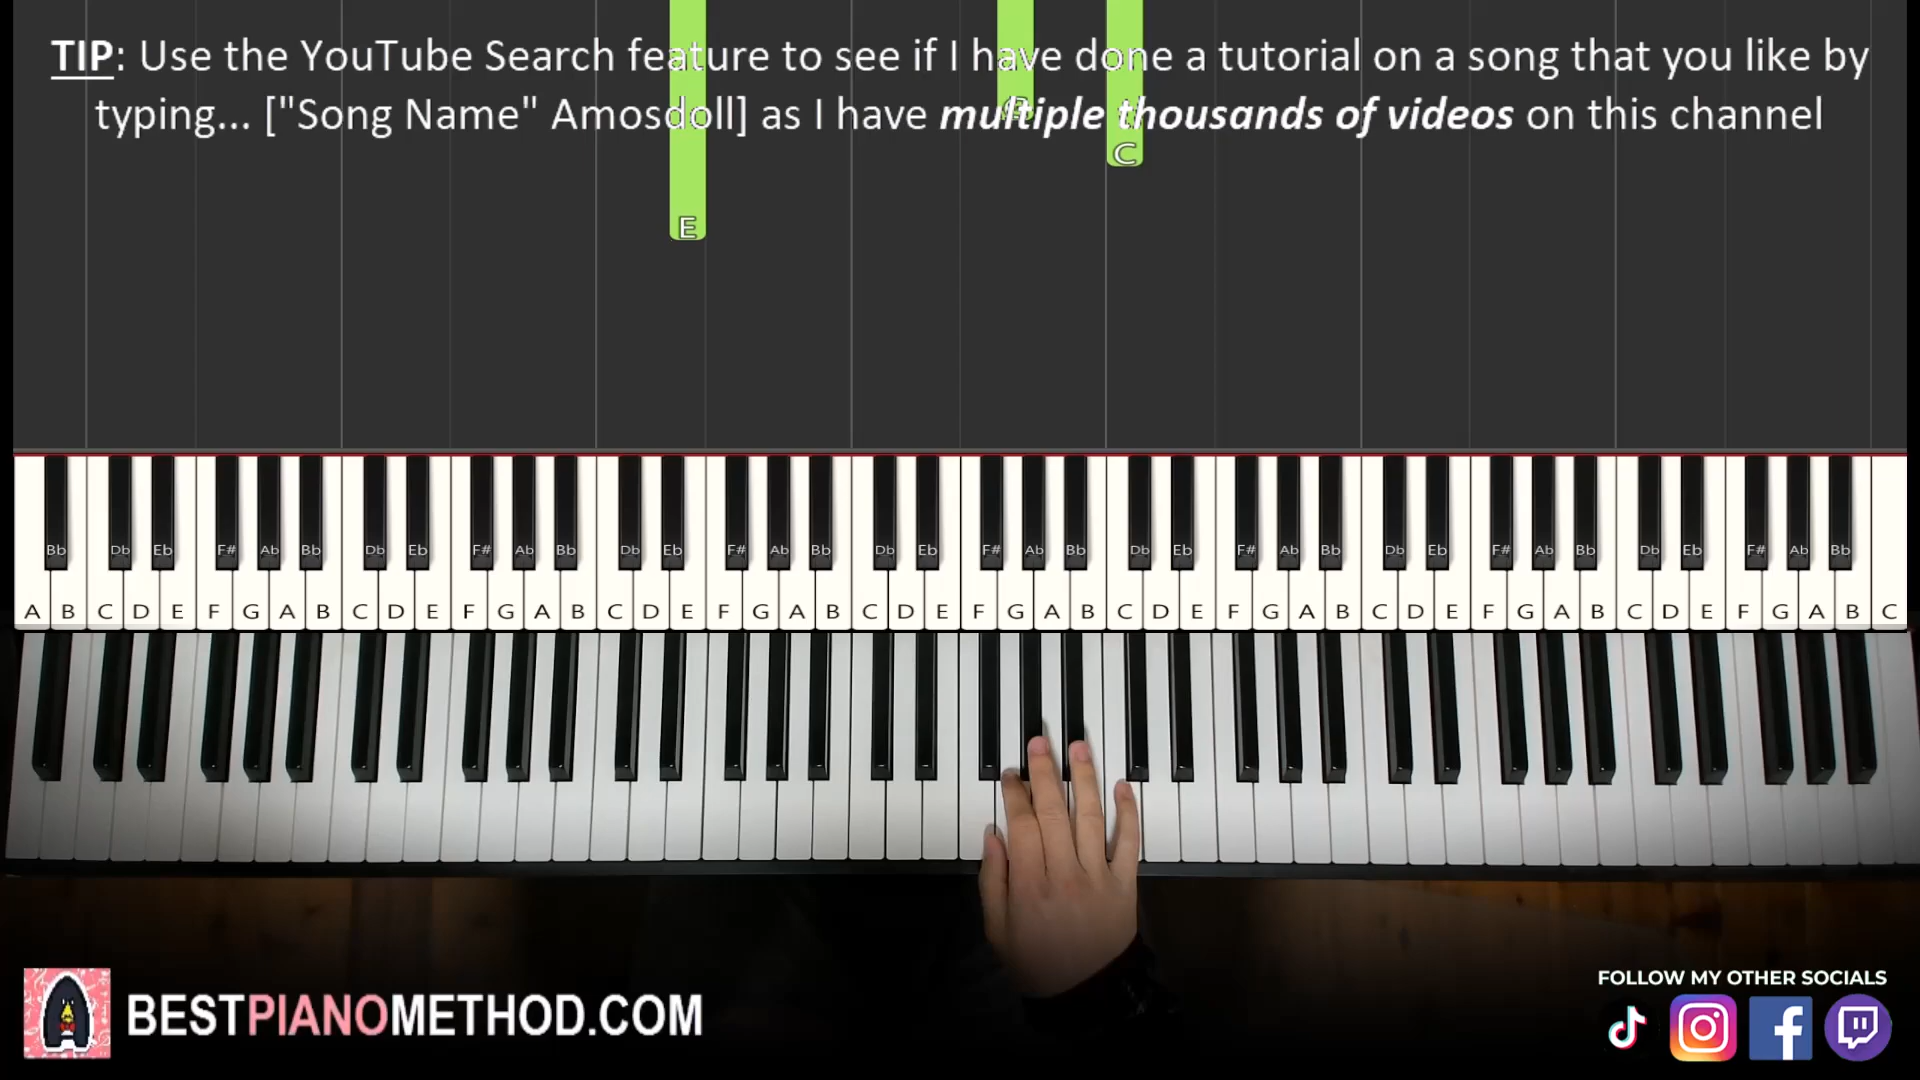 TIP: Use the YouTube Search feature to see if I have done a tutorial on a song that you like by
typing... ["Song Name" Amosdoll] as I have multiple thousands of videos on this channel
C
E
Bb Db Eb F# Ab Bb Db Eb F# Ab Bb Db Eb F# Ab Bb Db Eb F# Ab Bb Db Eb F# Ab Bb Db Eb F# Ab Bb Db Eb F# Ab Bb
A B C D E F G A B C D E F G A B C D E F G A B C D E F G A B C D E F G A B C D E F G A B C D E F G A B C
FOLLOW MY OTHER SOCIALS
BESTPIANOMETHOD.COM